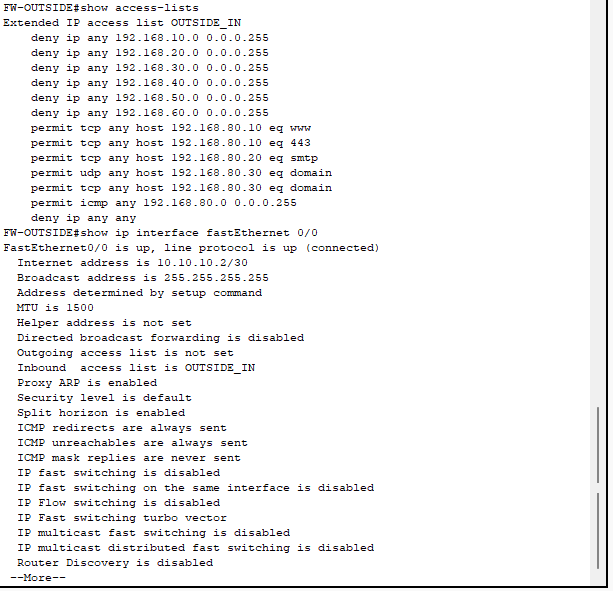 FW-OUTSIDE#show access-lists
Extended IP access list OUTSIDE_IN
    deny ip any 192.168.10.0 0.0.0.255
    deny ip any 192.168.20.0 0.0.0.255
    deny ip any 192.168.30.0 0.0.0.255
    deny ip any 192.168.40.0 0.0.0.255
    deny ip any 192.168.50.0 0.0.0.255
    deny ip any 192.168.60.0 0.0.0.255
    permit tcp any host 192.168.80.10 eq www
    permit tcp any host 192.168.80.10 eq 443
    permit tcp any host 192.168.80.20 eq smtp
    permit udp any host 192.168.80.30 eq domain
    permit tcp any host 192.168.80.30 eq domain
    permit icmp any 192.168.80.0 0.0.0.255
    deny ip any any
FW-OUTSIDE#show ip interface fastEthernet 0/0
FastEthernet0/0 is up, line protocol is up (connected)
  Internet address is 10.10.10.2/30
  Broadcast address is 255.255.255.255
  Address determined by setup command
  MTU is 1500
  Helper address is not set
  Directed broadcast forwarding is disabled
  Outgoing access list is not set
  Inbound  access list is OUTSIDE_IN
  Proxy ARP is enabled
  Security level is default
  Split horizon is enabled
  ICMP redirects are always sent
  ICMP unreachables are always sent
  ICMP mask replies are never sent
  IP fast switching is disabled
  IP fast switching on the same interface is disabled
  IP Flow switching is disabled
  IP Fast switching turbo vector
  IP multicast fast switching is disabled
  IP multicast distributed fast switching is disabled
  Router Discovery is disabled
 --More--